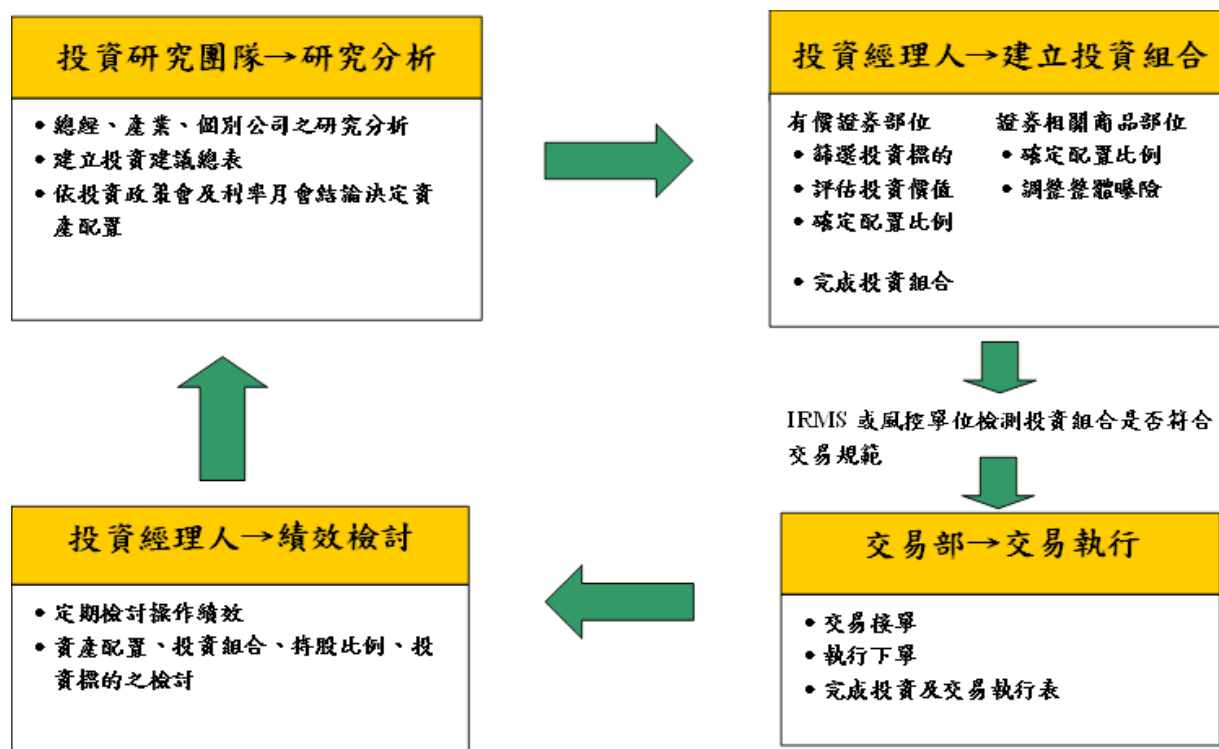 投資研究團隊→研究分析
• 總經、產業、個別公司之研究分析
• 建立投資建議總表
• 依投資政策會及利率月會結論決定資
產配置
投資經理人→建立投資組合
有價證券部位 證券相關商品部位
• 篩選投資標的 • 確定配置比例
• 評估投資價值 • 調整整體曝險
• 確定配置比例
• 完成投資組合
IRMS 或風控單位檢測投資組合是否符合
交易規範
交易部→交易執行
• 交易接單
• 執行下單
• 完成投資及交易執行表
投資經理人→績效檢討
• 定期檢討操作績效
• 資產配置、投資組合、持股比例、投
資標的之檢討